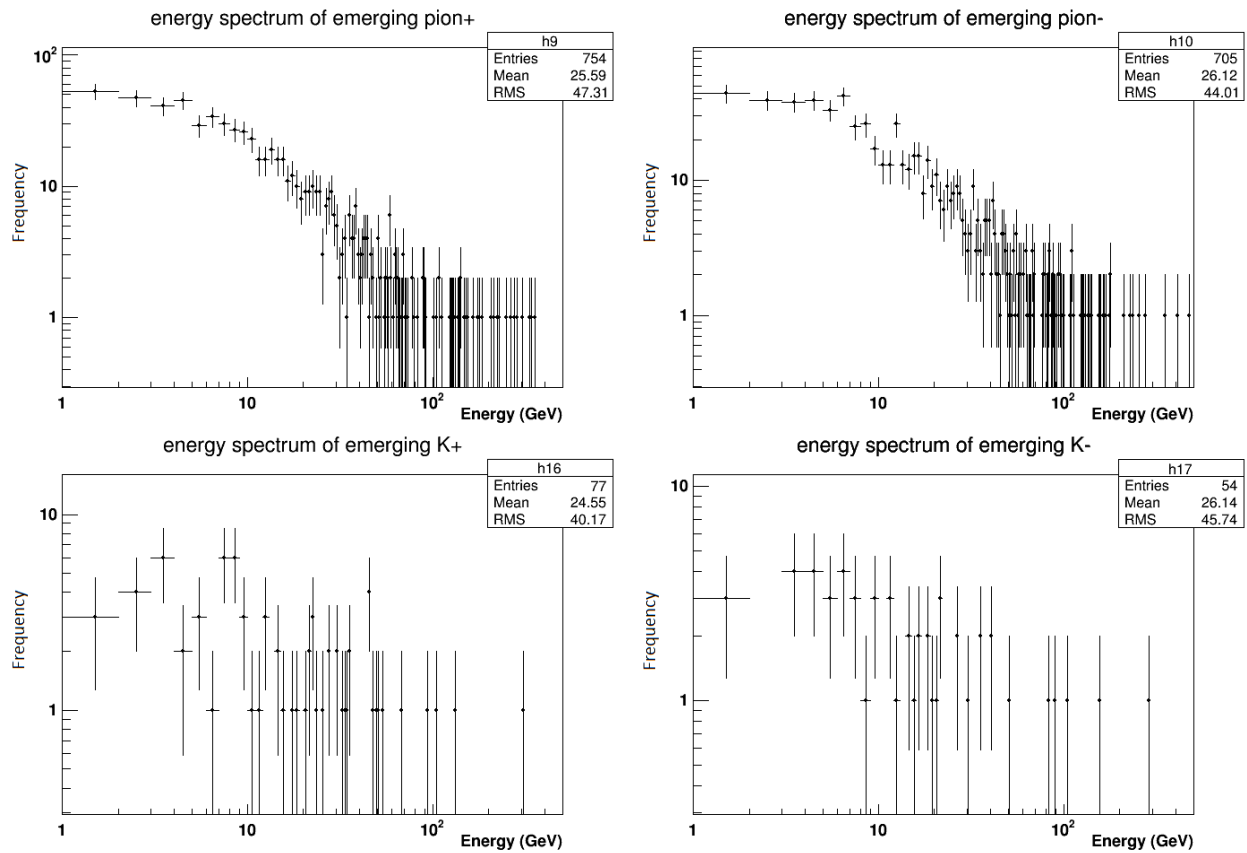 energy spectrum of emerging pion+
h9
Entries 754
Mean 25.59
RMS 47.31
10²
10
1
Frequency
1 10 10²
Energy (GeV)
energy spectrum of emerging pion-
h10
Entries 705
Mean 26.12
RMS 44.01
10
1
Frequency
1 10 10²
Energy (GeV)
energy spectrum of emerging K+
h16
Entries 77
Mean 24.55
RMS 40.17
10
1
Frequency
1 10 10²
Energy (GeV)
energy spectrum of emerging K-
h17
Entries 54
Mean 26.14
RMS 45.74
10
1
Frequency
1 10 10²
Energy (GeV)